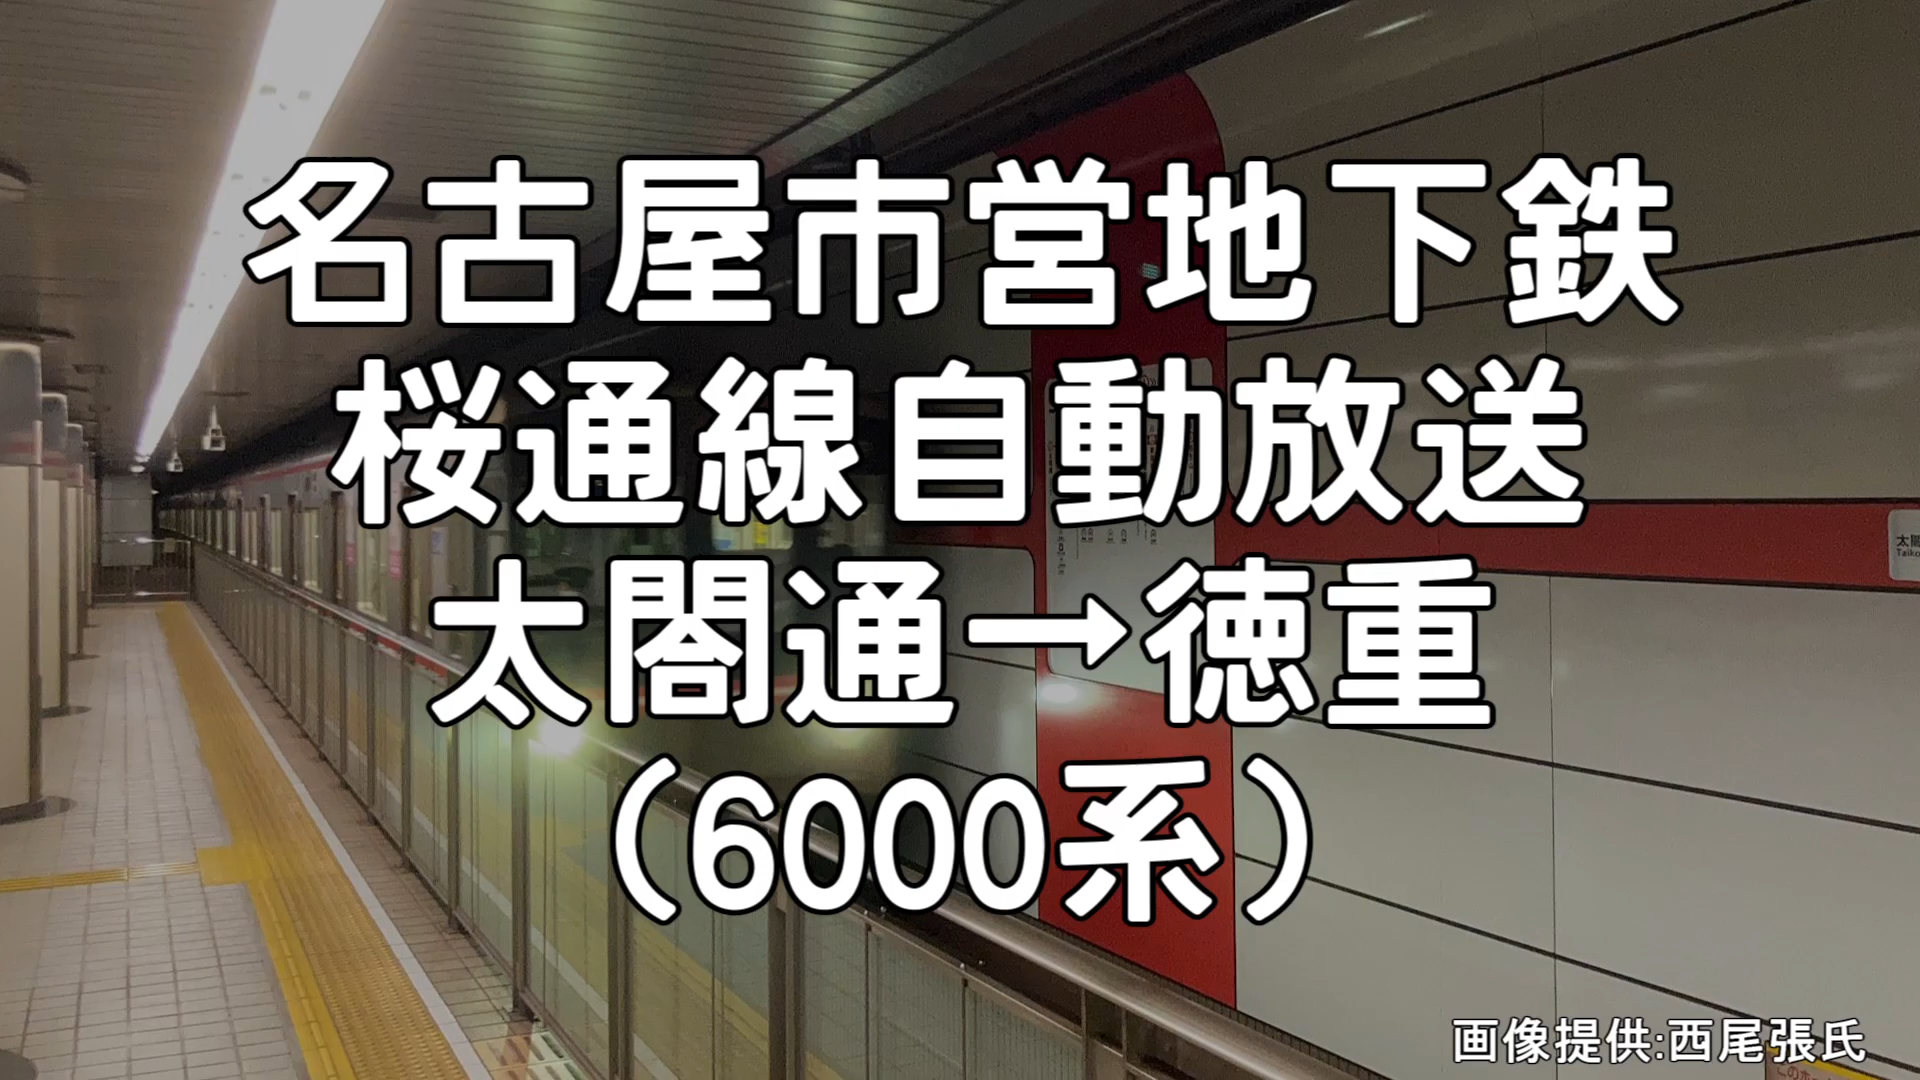 名古屋市営地下鉄
桜通線自動放送
太閤通→徳重
（6000系）
画像提供:西尾張氏